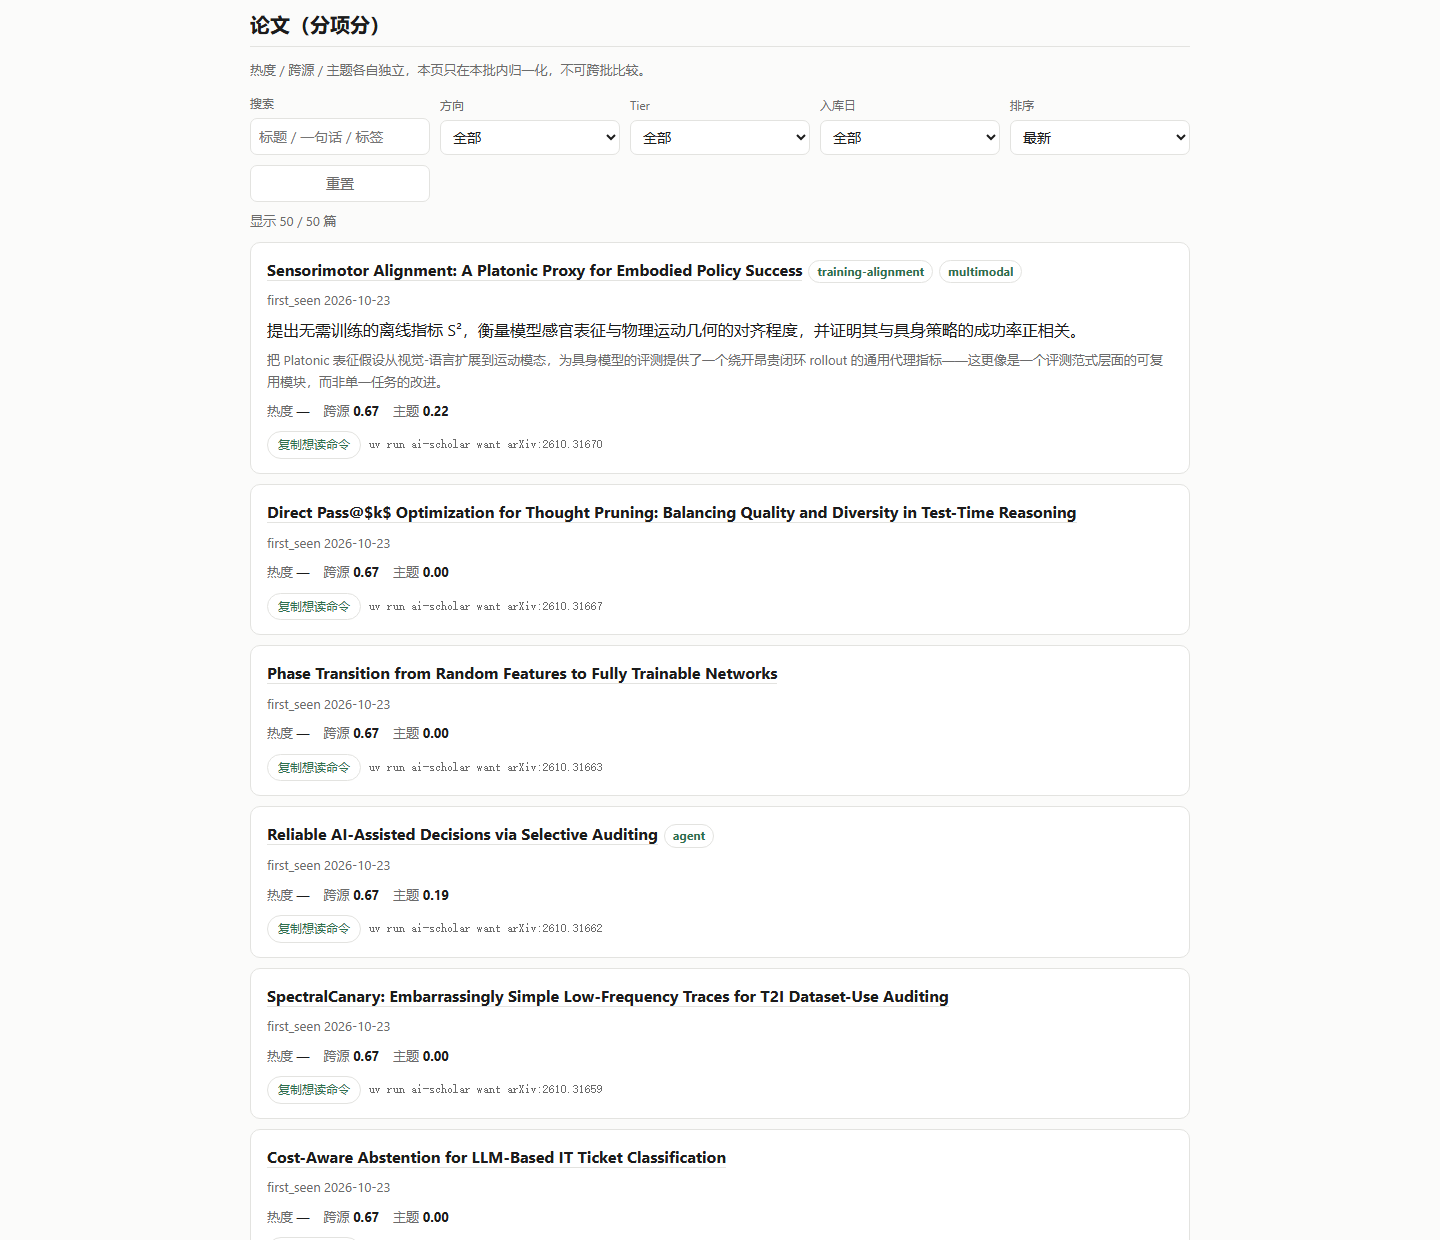 论文（分项分）
热度 / 跨源 / 主题各自独立，本页只在本批内归一化，不可跨批比较。
搜索
方向
Tier
入库日
排序
标题 / 一句话 / 标签
全部
全部
全部
最新
重置
显示 50 / 50 篇
Sensorimotor Alignment: A Platonic Proxy for Embodied Policy Success training-alignment multimodal
first_seen 2026-10-23
提出无需训练的离线指标 S²，衡量模型感官表征与物理运动几何的对齐程度，并证明其与具身策略的成功率正相关。
把 Platonic 表征假设从视觉-语言扩展到运动模态，为具身模型的评测提供了一个绕开昂贵闭环 rollout 的通用代理指标——这更像是一个评测范式层面的可复
用模块，而非单一任务的改进。
热度 — 跨源 0.67 主题 0.22
复制想读命令 uv run ai-scholar want arXiv:2610.31670
Direct Pass@$k$ Optimization for Thought Pruning: Balancing Quality and Diversity in Test-Time Reasoning
first_seen 2026-10-23
热度 — 跨源 0.67 主题 0.00
复制想读命令 uv run ai-scholar want arXiv:2610.31667
Phase Transition from Random Features to Fully Trainable Networks
first_seen 2026-10-23
热度 — 跨源 0.67 主题 0.00
复制想读命令 uv run ai-scholar want arXiv:2610.31663
Reliable AI-Assisted Decisions via Selective Auditing agent
first_seen 2026-10-23
热度 — 跨源 0.67 主题 0.19
复制想读命令 uv run ai-scholar want arXiv:2610.31662
SpectralCanary: Embarrassingly Simple Low-Frequency Traces for T2I Dataset-Use Auditing
first_seen 2026-10-23
热度 — 跨源 0.67 主题 0.00
复制想读命令 uv run ai-scholar want arXiv:2610.31659
Cost-Aware Abstention for LLM-Based IT Ticket Classification
first_seen 2026-10-23
热度 — 跨源 0.67 主题 0.00